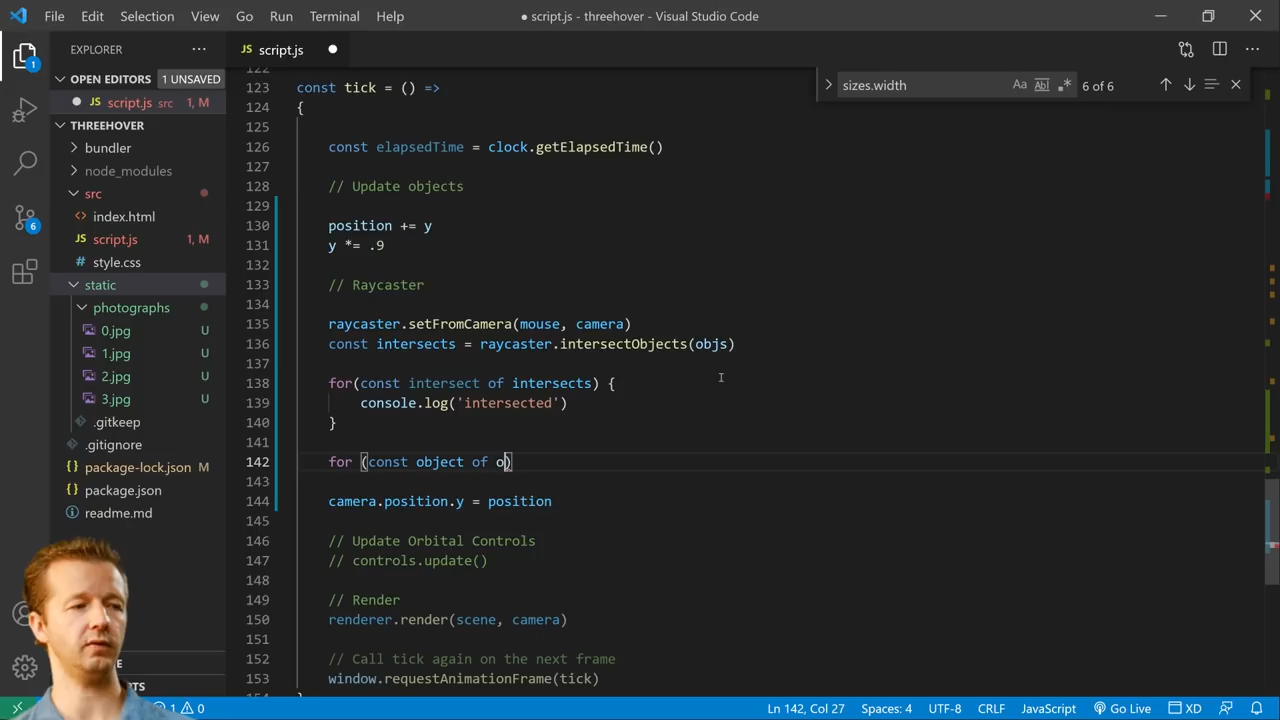 File Edit Selection View Go Run Terminal Help
● script.js - threehover - Visual Studio Code
EXPLORER
JS script.js
OPEN EDITORS 1 UNSAVED
JS script.js src 1, M
THREEHOVER
bundler
node_modules
src
index.html
JS script.js 1, M
style.css
static
photographs
0.jpg U
1.jpg U
2.jpg U
3.jpg U
.gitkeep
.gitignore
package-lock.json M
package.json
readme.md
1
6
sizes.width Aa Abl .* 6 of 6
122
123 const tick = () =>
124 {
125
126 const elapsedTime = clock.getElapsedTime()
127
128 // Update objects
129
130 position += y
131 y *= .9
132
133 // Raycaster
134
135 raycaster.setFromCamera(mouse, camera)
136 const intersects = raycaster.intersectObjects(objs)
137
138 for(const intersect of intersects) {
139 console.log('intersected')
140 }
141
142 for (const object of o)
143
144 camera.position.y = position
145
146 // Update Orbital Controls
147 // controls.update()
148
149 // Render
150 renderer.render(scene, camera)
151
152 // Call tick again on the next frame
153 window.requestAnimationFrame(tick)
154 }
1 0 Ln 142, Col 27 Spaces: 4 UTF-8 CRLF JavaScript Go Live XD